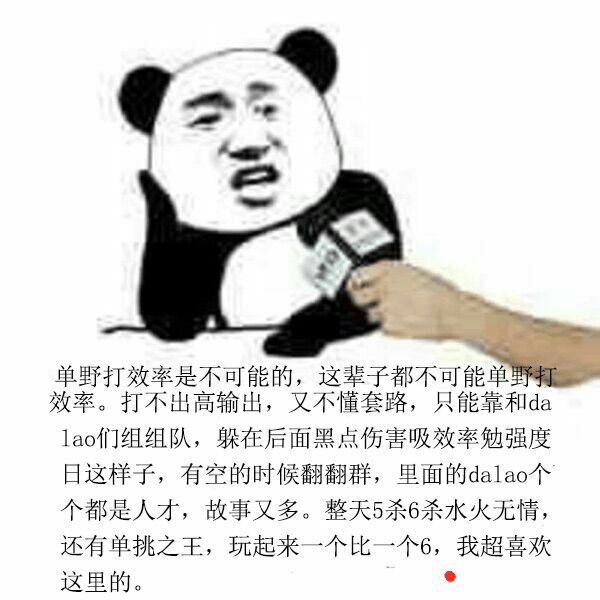 单野打效率是不可能的，这辈子都不可能单野打
效率。打不出高输出，又不懂套路，只能靠和da
lao们组组队，躲在后面黑点伤害吸效率勉强度
日这样子，有空的时候翻翻群，里面的dalao个
个都是人才，故事又多。整天5杀6杀水火无情，
还有单挑之王，玩起来一个比一个6，我超喜欢
这里的。